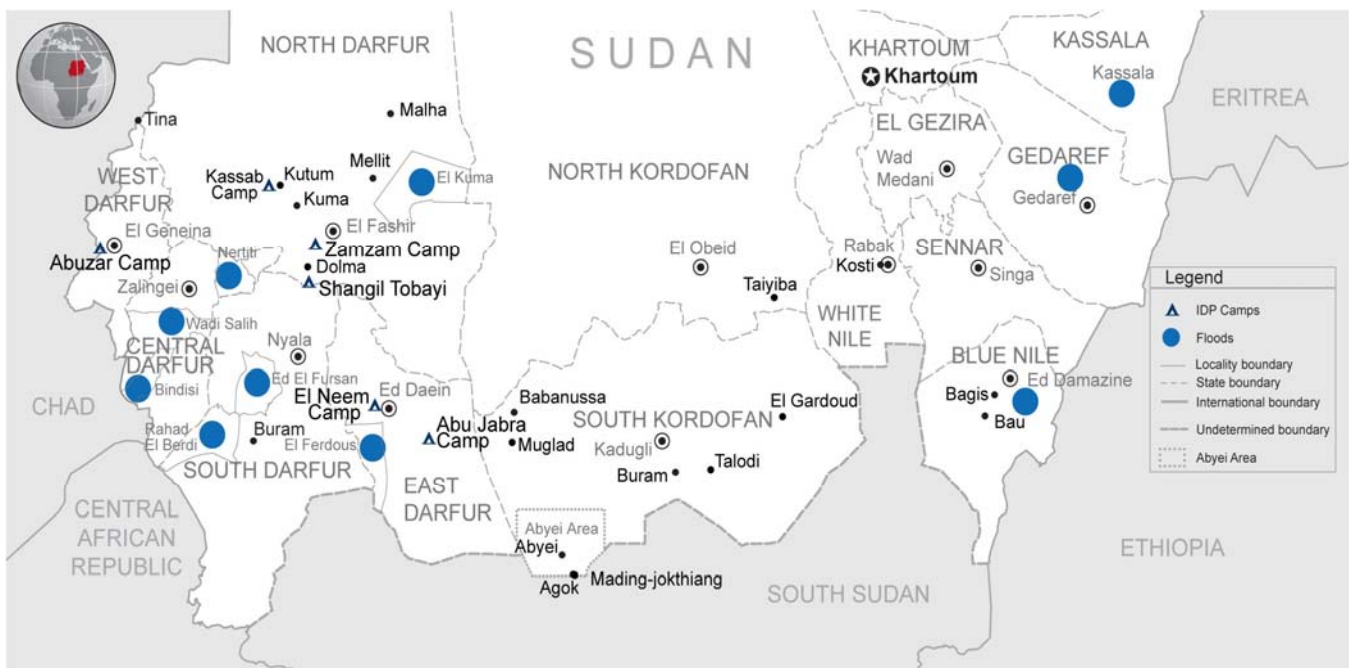 SUDAN
NORTH DARFUR
KHARTOUM
Khartoum
KASSALA
Kassala
ERITREA
Tina
Malha
EL GEZIRA
WEST
DARFUR
Kassab
Camp
Kutum
Mellit
Kuma
El Kuma
NORTH KORDOFAN
Wad
Medani
GEDAREF
Gedaref
El Geneina
Abuzar Camp
El Fashir
Zamzam Camp
Dolma
Shangil Tobayi
Nertiti
Zalingei
El Obeid
Taiyiba
Rabak
Kosti
SENNAR
Singa
WHITE
NILE
Wadi Salih
CENTRAL
DARFUR
Bindisi
Nyala
Ed El Fursan
El Neem
Camp
Ed Daein
Abu Jabra
Camp
BLUE NILE
Ed Damazine
Bagis
Bau
CHAD
Rahad
El Berdi
Buram
El Ferdous
SOUTH DARFUR
EAST
DARFUR
Babanussa
Muglad
SOUTH KORDOFAN
Kadugli
El Gardoud
Buram
Talodi
CENTRAL
AFRICAN
REPUBLIC
Abyei Area
Abyei
Agok
Mading-jokthiang
SOUTH SUDAN
ETHIOPIA
Legend
IDP Camps
Floods
Locality boundary
State boundary
International boundary
Undetermined boundary
Abyei Area